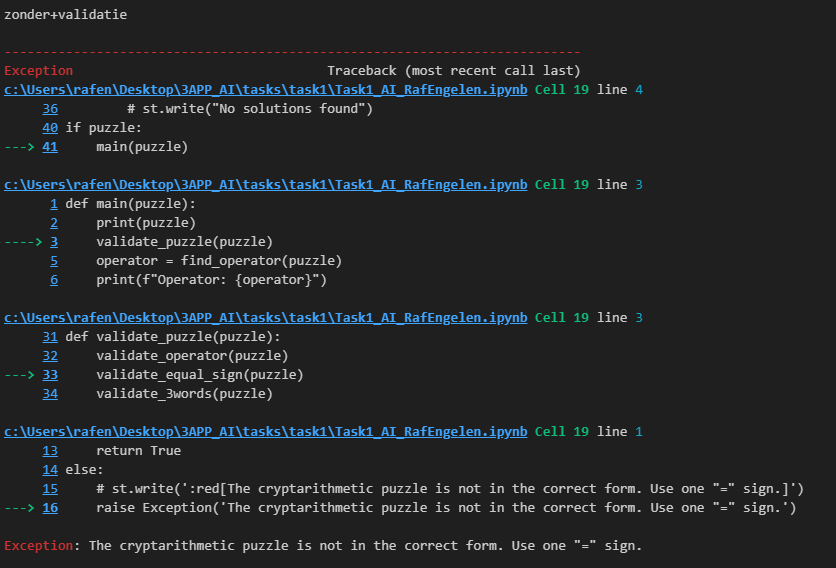 zonder+validatie
---------------------------------------------------------------------------
Exception                                 Traceback (most recent call last)
c:\Users\rafen\Desktop\3APP_AI\tasks\task1\Task1_AI_RafEngelen.ipynb Cell 19 line 4
     36         # st.write("No solutions found")
     40 if puzzle:
---> 41     main(puzzle)
c:\Users\rafen\Desktop\3APP_AI\tasks\task1\Task1_AI_RafEngelen.ipynb Cell 19 line 3
      1 def main(puzzle):
      2     print(puzzle)
----> 3     validate_puzzle(puzzle)
      5     operator = find_operator(puzzle)
      6     print(f"Operator: {operator}")
c:\Users\rafen\Desktop\3APP_AI\tasks\task1\Task1_AI_RafEngelen.ipynb Cell 19 line 3
     31 def validate_puzzle(puzzle):
     32     validate_operator(puzzle)
---> 33     validate_equal_sign(puzzle)
     34     validate_3words(puzzle)
c:\Users\rafen\Desktop\3APP_AI\tasks\task1\Task1_AI_RafEngelen.ipynb Cell 19 line 1
     13     return True
     14 else:
     15     # st.write(':red[The cryptarithmetic puzzle is not in the correct form. Use one "=" sign.]')
---> 16     raise Exception('The cryptarithmetic puzzle is not in the correct form. Use one "=" sign.')
Exception: The cryptarithmetic puzzle is not in the correct form. Use one "=" sign.